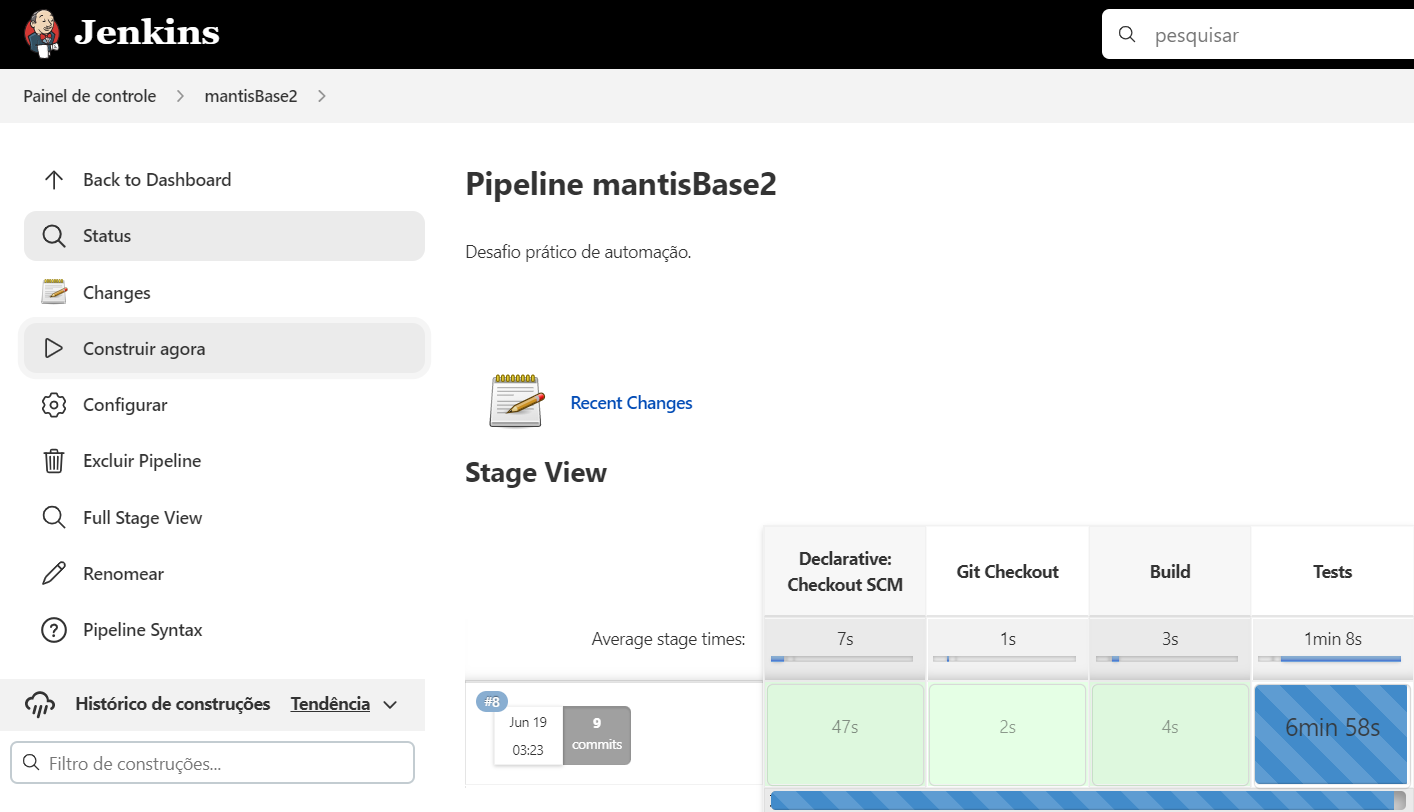 Jenkins
pesquisar
Painel de controle
mantisBase2
Back to Dashboard
Status
Changes
Construir agora
Configurar
Excluir Pipeline
Full Stage View
Renomear
Pipeline Syntax
Histórico de construções Tendência
Filtro de construções...
Pipeline mantisBase2
Desafio prático de automação.
Recent Changes
Stage View
Declarative:
Checkout SCM
Git Checkout
Build
Tests
Average stage times:
7s
1s
3s
1min 8s
#8
Jun 19
03:23
9
commits
47s
2s
4s
6min 58s